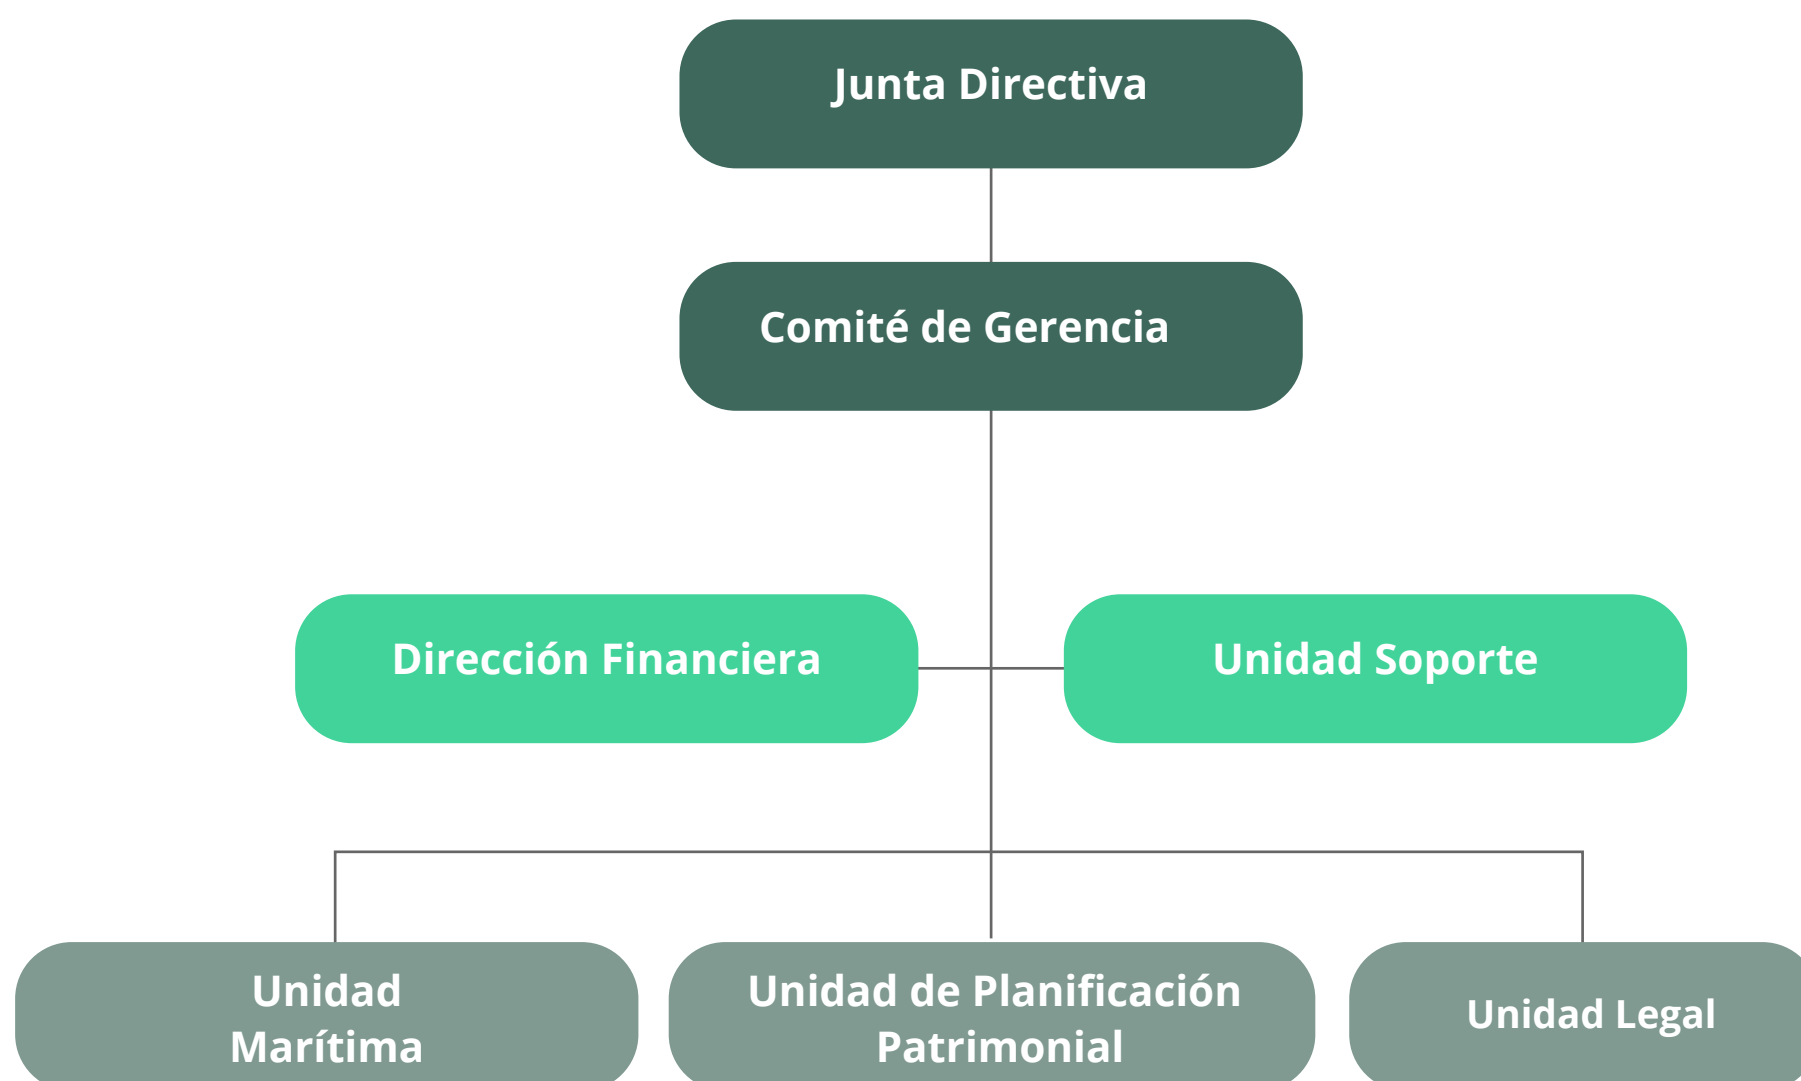 Junta Directiva
Comité de Gerencia
Dirección Financiera
Unidad Soporte
Unidad
Marítima
Unidad de Planificación
Patrimonial
Unidad Legal